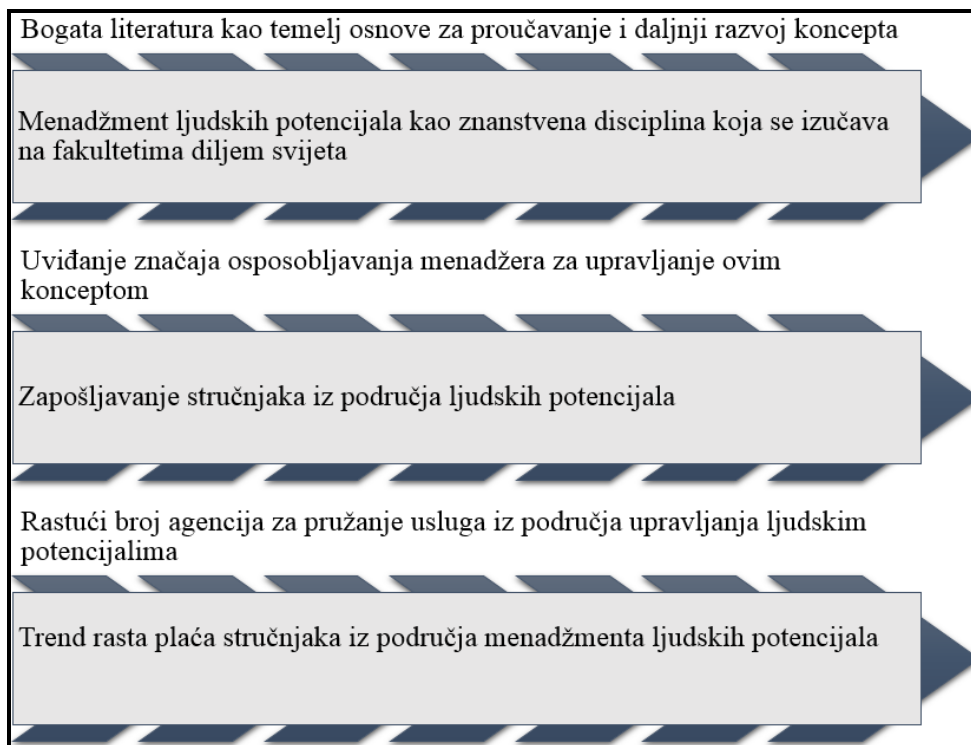 Bogata literatura kao temelj osnove za proučavanje i daljnji razvoj koncepta
Menadžment ljudskih potencijala kao znanstvena disciplina koja se izučava
na fakultetima diljem svijeta
Uviđanje značaja osposobljavanja menadžera za upravljanje ovim
konceptom
Zapošljavanje stručnjaka iz područja ljudskih potencijala
Rastući broj agencija za pružanje usluga iz područja upravljanja ljudskim
potencijalima
Trend rasta plaća stručnjaka iz područja menadžmenta ljudskih potencijala